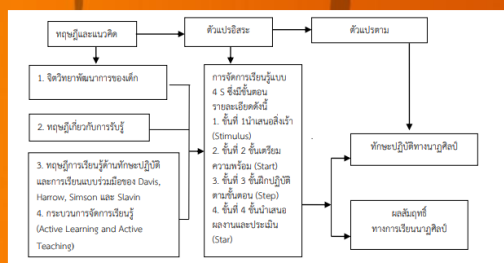 ทฤษฎีและแนวคิด
ตัวแปรอิสระ
ตัวแปรตาม
1. จิตวิทยาพัฒนาการของเด็ก
2. ทฤษฎีเกี่ยวกับการรับรู้
3. ทฤษฎีการเรียนรู้ด้านทักษะปฏิบัติ
และการเรียนแบบร่วมมือของ Davis,
Harrow, Simson และ Slavin
4. กระบวนการจัดการเรียนรู้
(Active Learning and Active
Teaching)
การจัดการเรียนรู้แบบ
4 S ซึ่งมีขั้นตอน
รายละเอียดดังนี้
1. ขั้นที่ 1นำเสนอสิ่งเร้า
(Stimulus)
2. ขั้นที่ 2 ขั้นเตรียม
ความพร้อม (Start)
3. ขั้นที่ 3 ขั้นฝึกปฏิบัติ
ตามขั้นตอน (Step)
4. ขั้นที่ 4 ขั้นนำเสนอ
ผลงานและประเมิน
(Star)
ทักษะปฏิบัติทางนาฏศิลป์
ผลสัมฤทธิ์
ทางการเรียนนาฏศิลป์